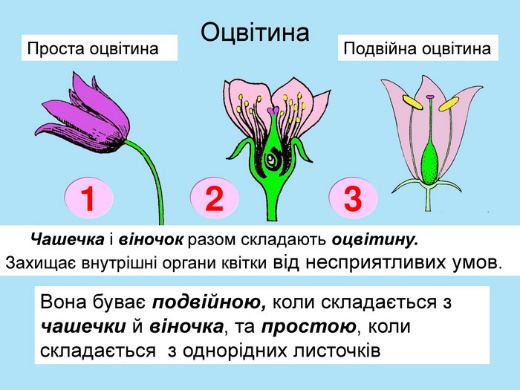 Оцвітина
Проста оцвітина
Подвійна оцвітина
1
2
3
Чашечка і віночок разом складають оцвітину.
Захищає внутрішні органи квітки від несприятливих умов.
Вона буває подвійною, коли складається з
чашечки й віночка, та простою, коли
складається з однорідних листочків